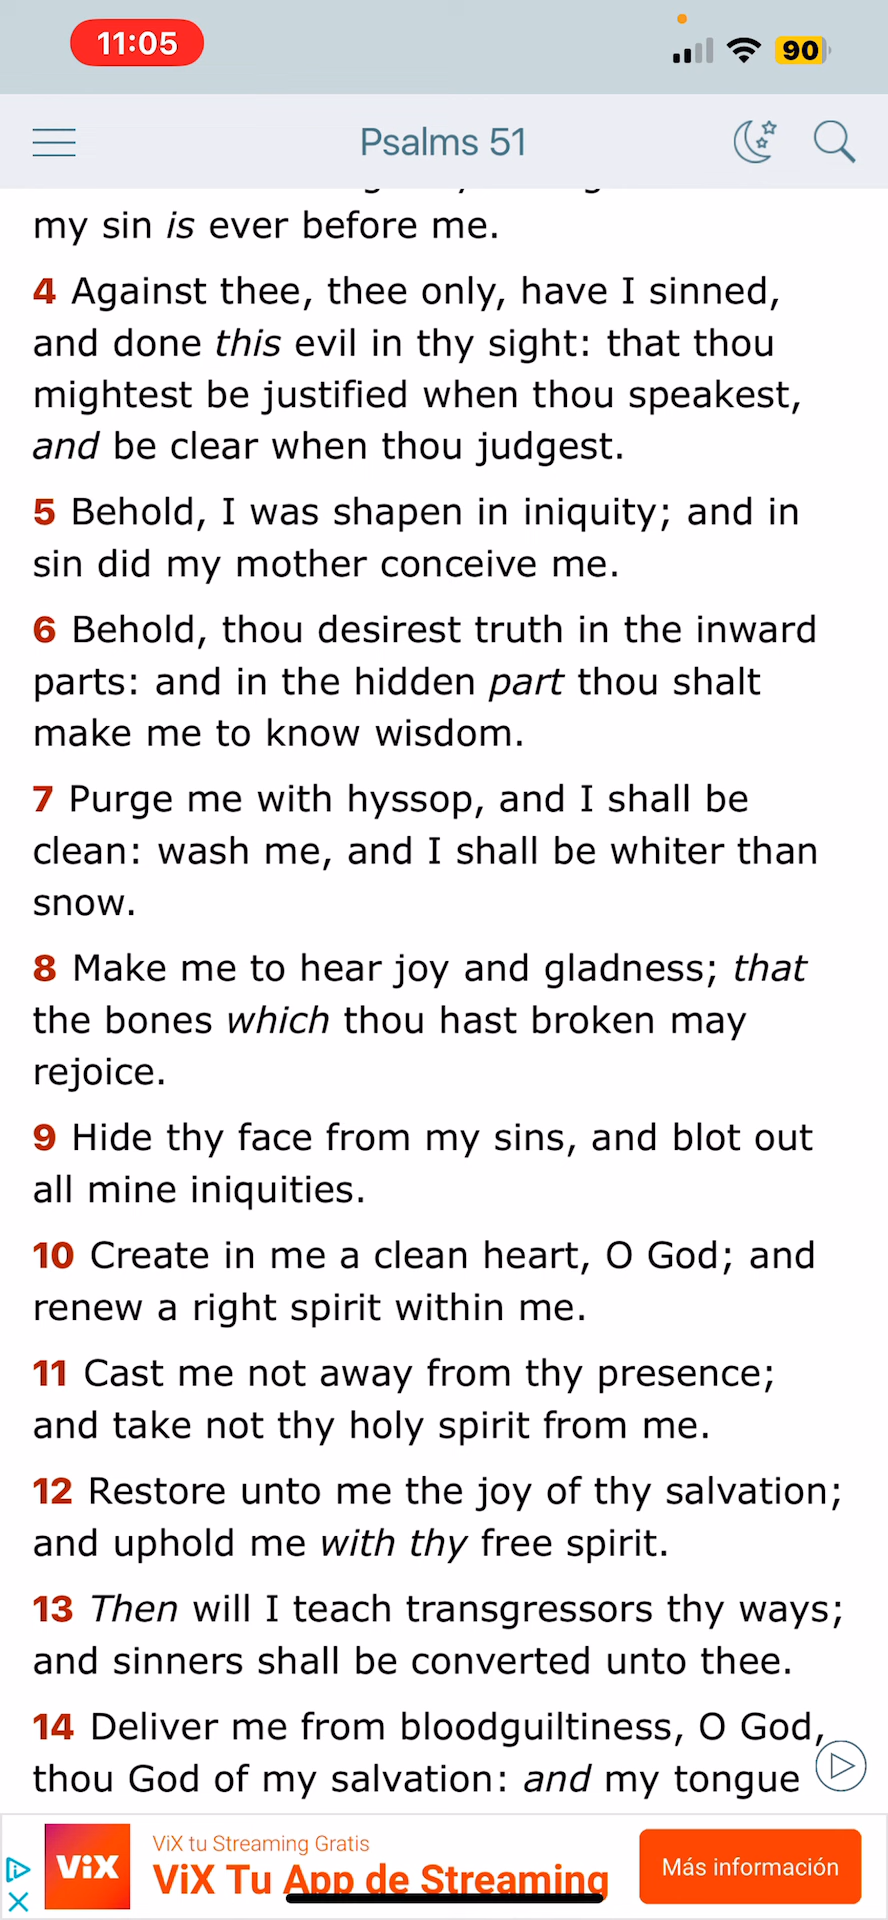 11:05
90
Psalms 51
my sin is ever before me.
4 Against thee, thee only, have I sinned,
and done this evil in thy sight: that thou
mightest be justified when thou speakest,
and be clear when thou judgest.
5 Behold, I was shapen in iniquity; and in
sin did my mother conceive me.
6 Behold, thou desirest truth in the inward
parts: and in the hidden part thou shalt
make me to know wisdom.
7 Purge me with hyssop, and I shall be
clean: wash me, and I shall be whiter than
snow.
8 Make me to hear joy and gladness; that
the bones which thou hast broken may
rejoice.
9 Hide thy face from my sins, and blot out
all mine iniquities.
10 Create in me a clean heart, O God; and
renew a right spirit within me.
11 Cast me not away from thy presence;
and take not thy holy spirit from me.
12 Restore unto me the joy of thy salvation;
and uphold me with thy free spirit.
13 Then will I teach transgressors thy ways;
and sinners shall be converted unto thee.
14 Deliver me from bloodguiltiness, O God,
thou God of my salvation: and my tongue
ViX
ViX tu Streaming Gratis
ViX Tu App de Streaming
Más información